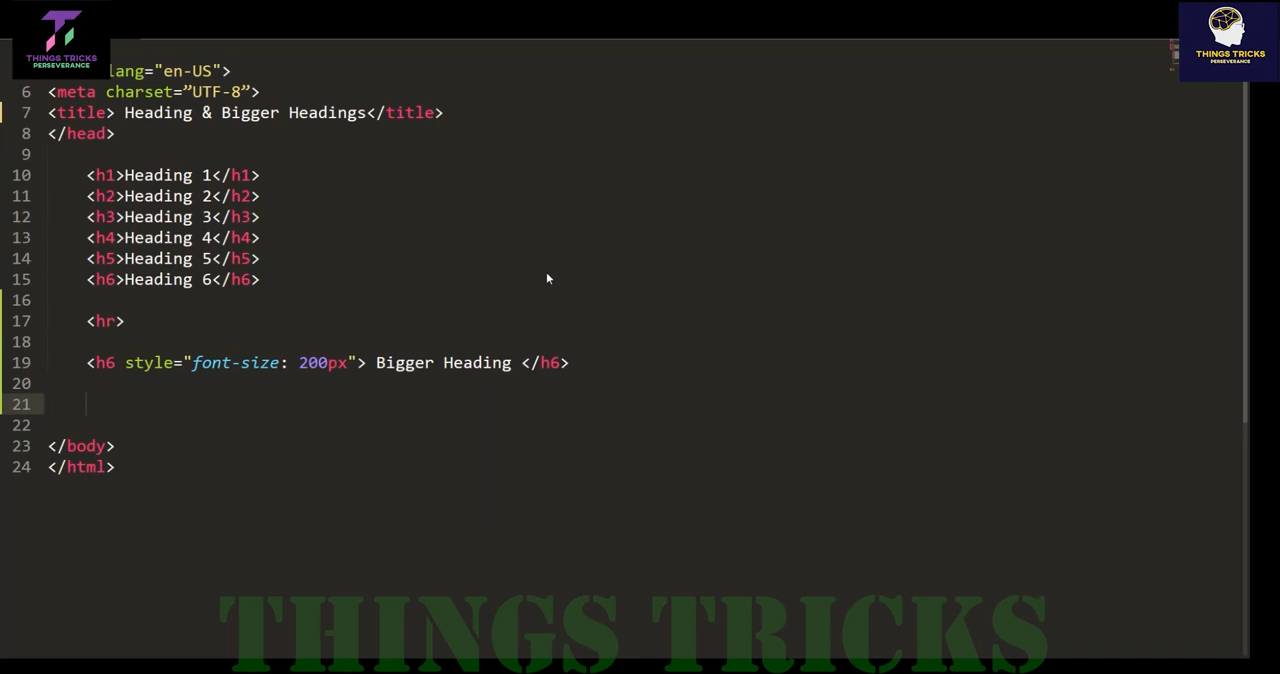 THINGS TRICKS
PERSEVERANCE
THINGS TRICKS
PERSEVERANCE
lang="en-US">
6 <meta charset=”UTF-8”>
7 <title> Heading & Bigger Headings</title>
8 </head>
9
10 <h1>Heading 1</h1>
11 <h2>Heading 2</h2>
12 <h3>Heading 3</h3>
13 <h4>Heading 4</h4>
14 <h5>Heading 5</h5>
15 <h6>Heading 6</h6>
16
17 <hr>
18
19 <h6 style="font-size: 200px"> Bigger Heading </h6>
20
21
22
23 </body>
24 </html>
THINGS TRICKS